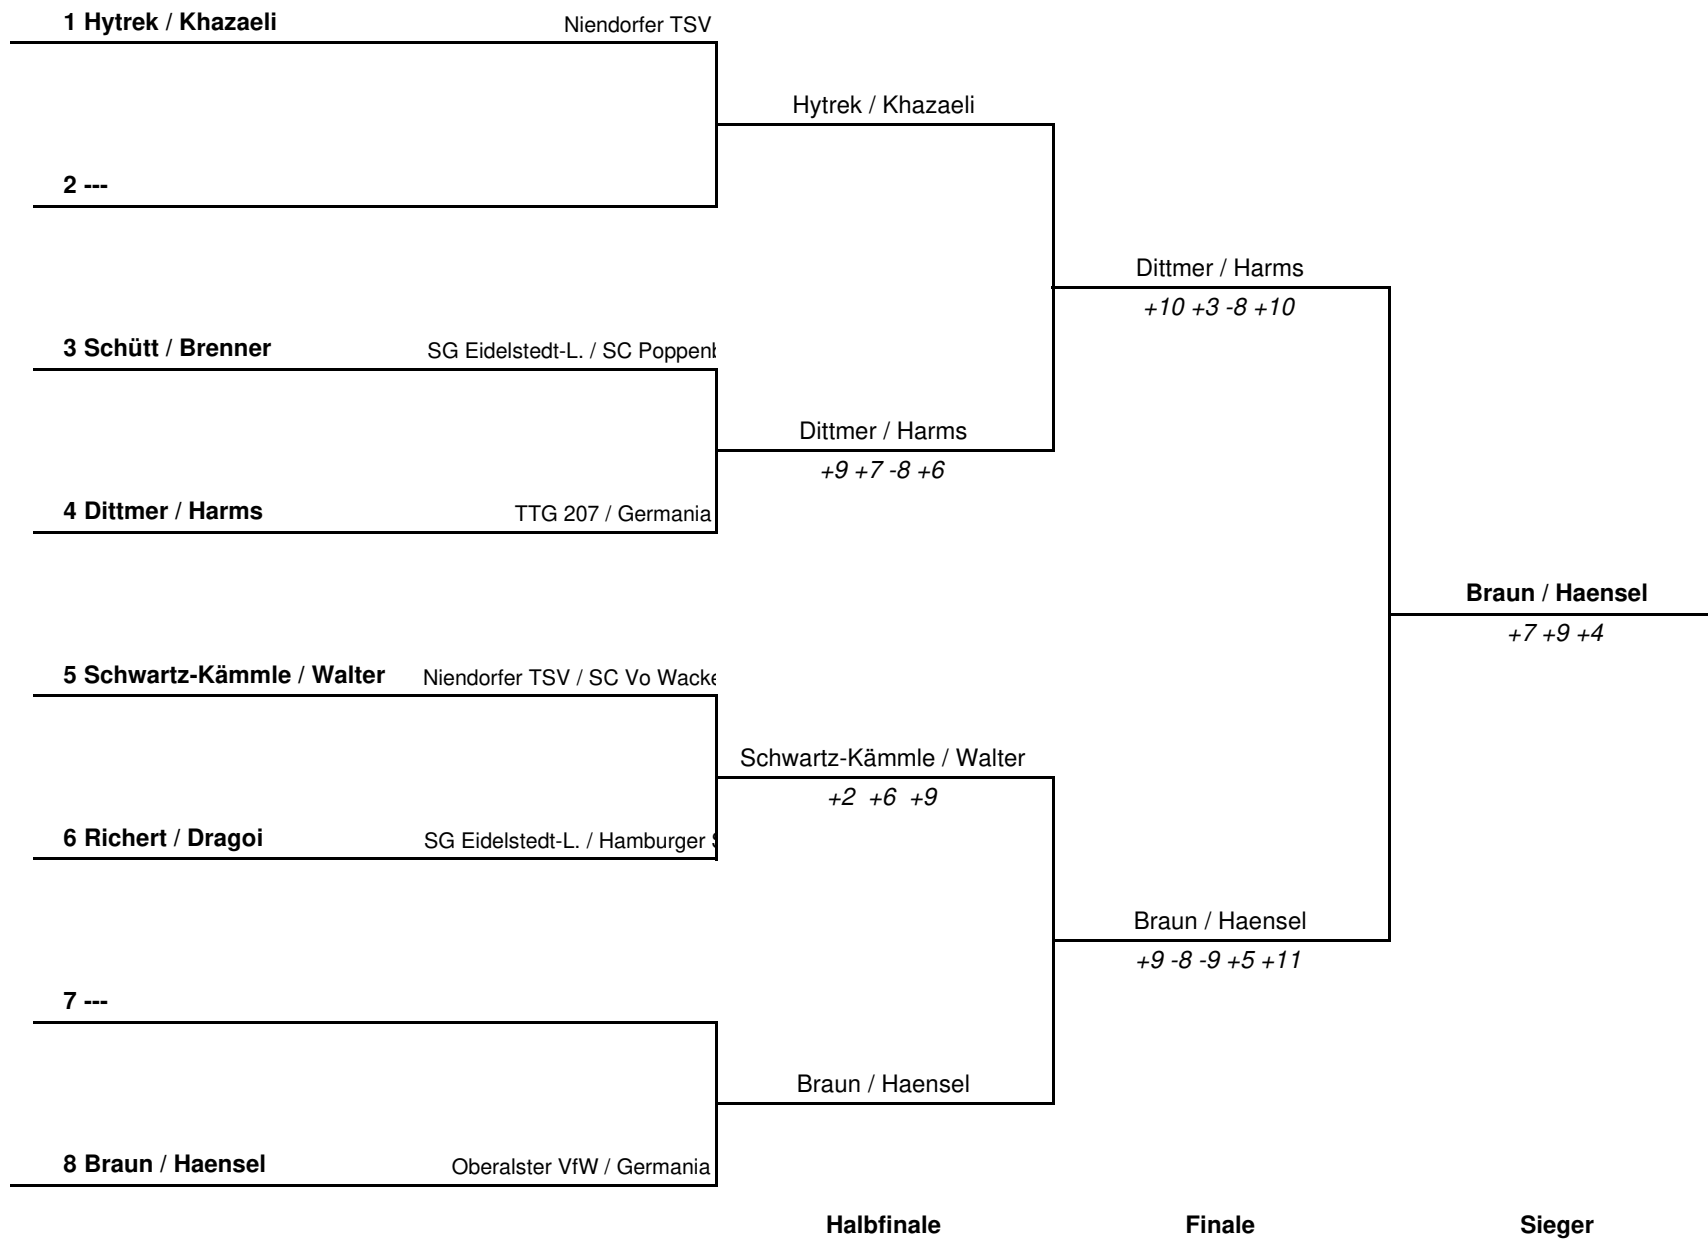 1 Hytrek / Khazaeli Niendorfer TSV
Hytrek / Khazaeli
2 ---
Dittmer / Harms
+10 +3 -8 +10
3 Schütt / Brenner SG Eidelstedt-L. / SC
Dittmer / Harms
+9 +7 -8 +6
4 Dittmer / Harms TTG 207 / Germania
Braun / Haensel
+7 +9 +4
5 Schwartz-Kämmle / Walter Niendorfer TSV / SC Vo
Schwartz-Kämmle / Walter
+2 +6 +9
6 Richert / Dragoi SG Eidelstedt-L. / Hamburger
Braun / Haensel
+9 -8 -9 +5 +11
7 ---
Braun / Haensel
8 Braun / Haensel Oberalster VfW / Germania
Halbfinale Finale Sieger